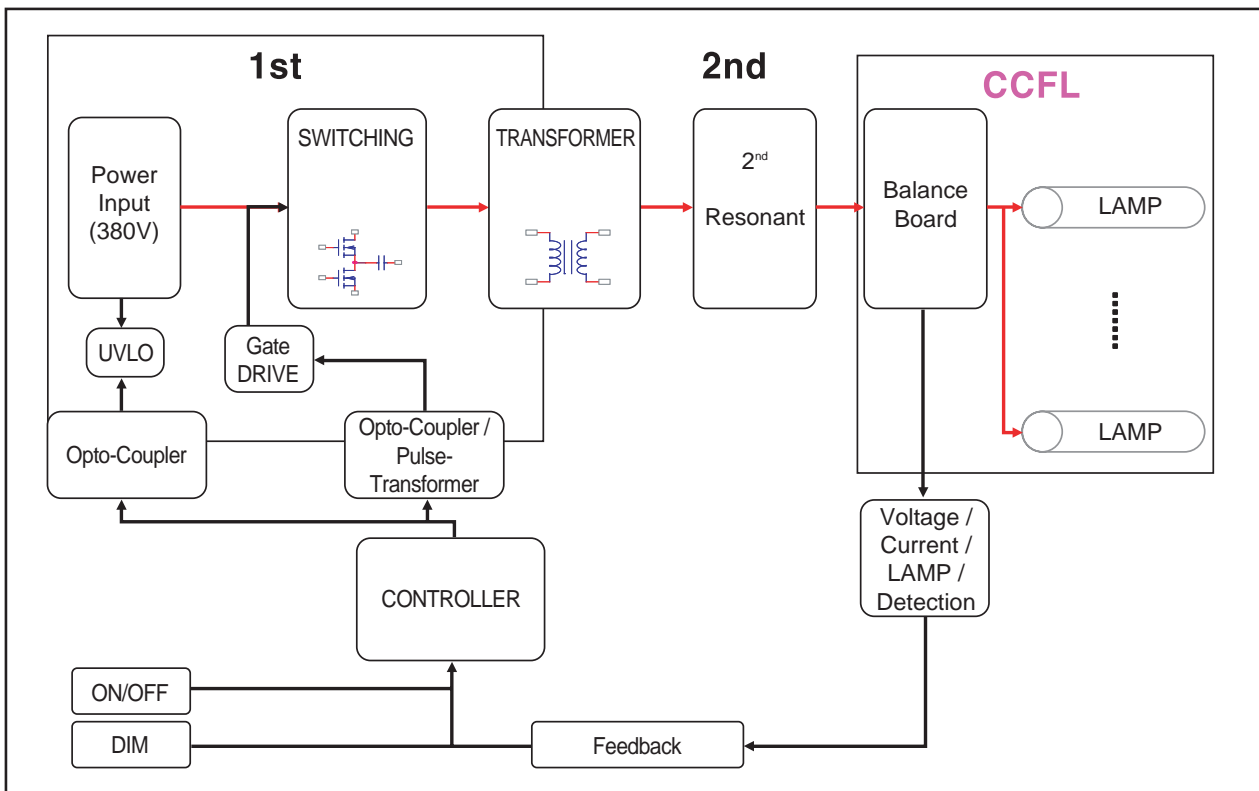 1st
2nd
CCFL
Power
Input
(380V)
SWITCHING
TRANSFORMER
2nd
Resonant
Balance
Board
LAMP
UVLO
Gate
DRIVE
Opto-Coupler
Opto-Coupler /
Pulse-
Transformer
LAMP
Voltage /
Current /
LAMP /
Detection
CONTROLLER
ON/OFF
DIM
Feedback